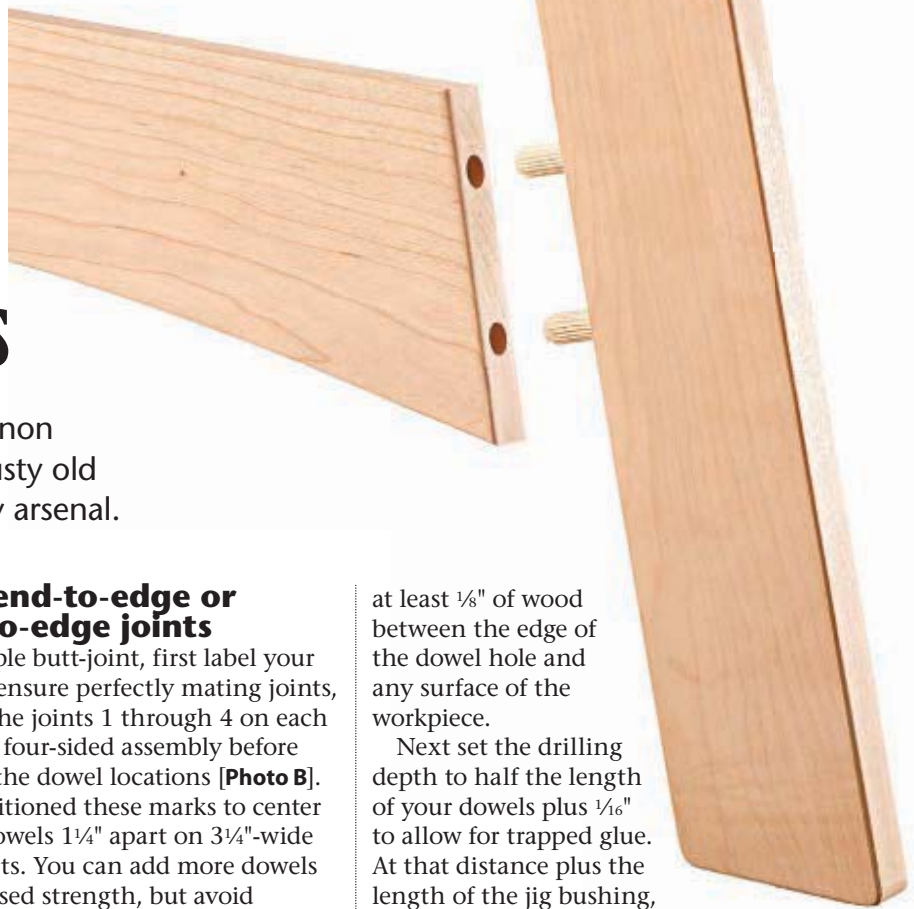 s
non
usty old
y arsenal.
end-to-edge or
o-edge joints
ple butt-joint, first label your
ensure perfectly mating joints,
he joints 1 through 4 on each
four-sided assembly before
the dowel locations [Photo B].
itioned these marks to center
owels 1¼" apart on 3¼"-wide
ts. You can add more dowels
sed strength, but avoid
at least ⅛" of wood
between the edge of
the dowel hole and
any surface of the
workpiece.
Next set the drilling
depth to half the length
of your dowels plus 1⁄16"
to allow for trapped glue.
At that distance plus the
length of the jig bushing,